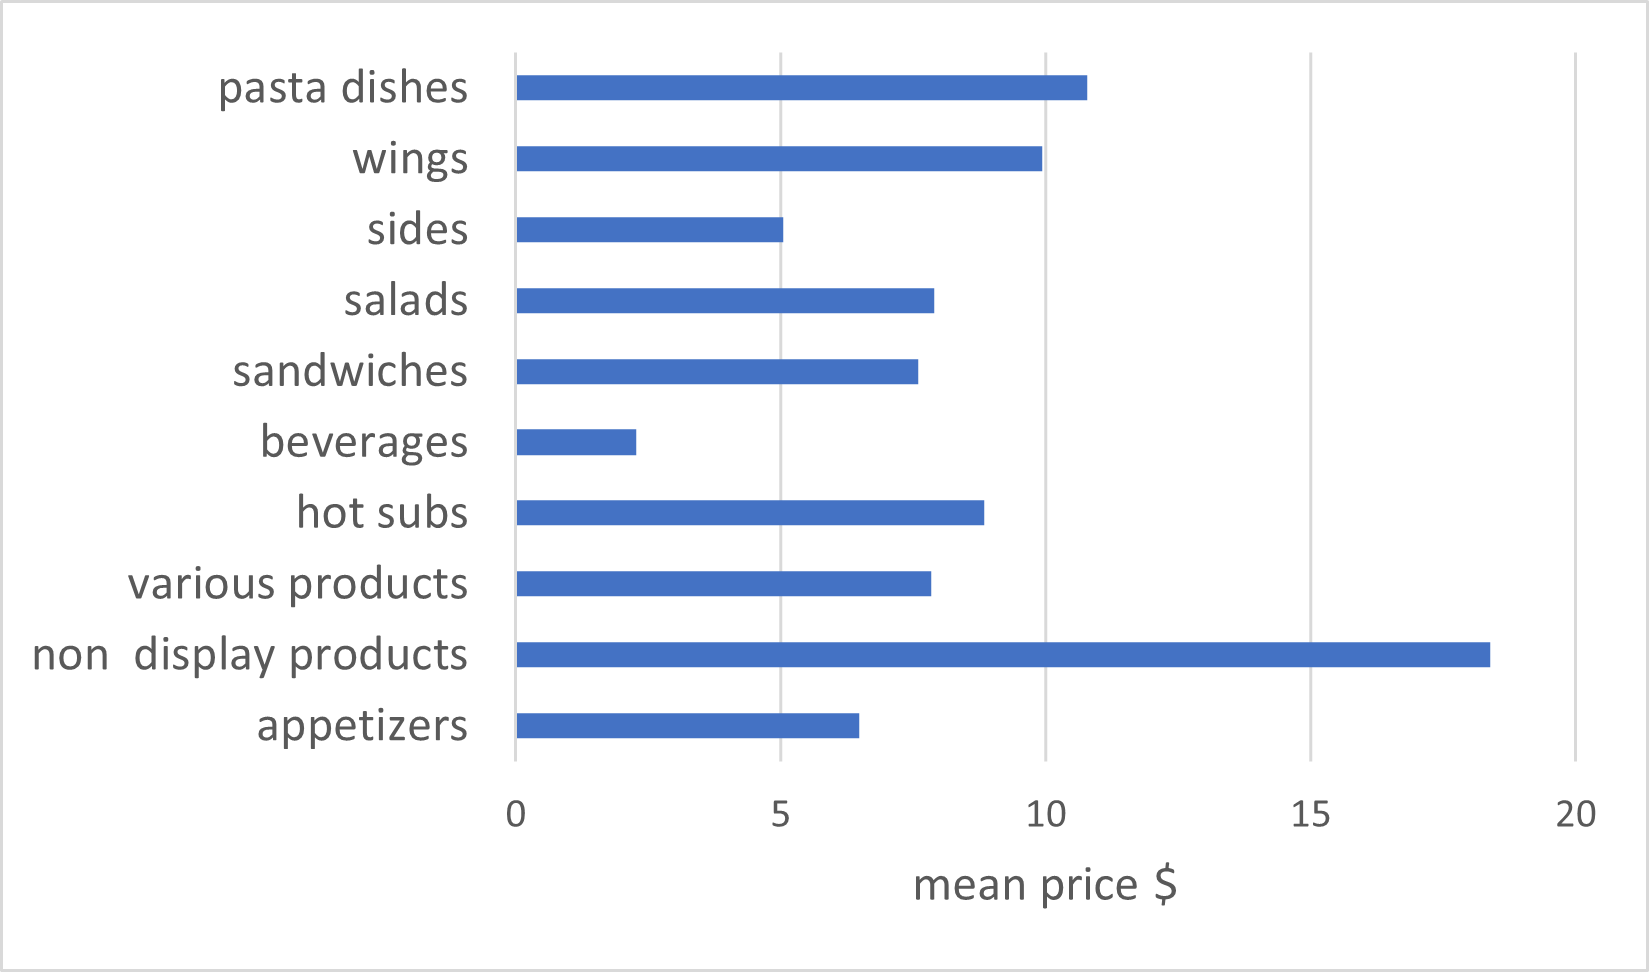 pasta dishes
wings
sides
salads
sandwiches
beverages
hot subs
various products
non  display products
appetizers
0 5 10 15 20
mean price $